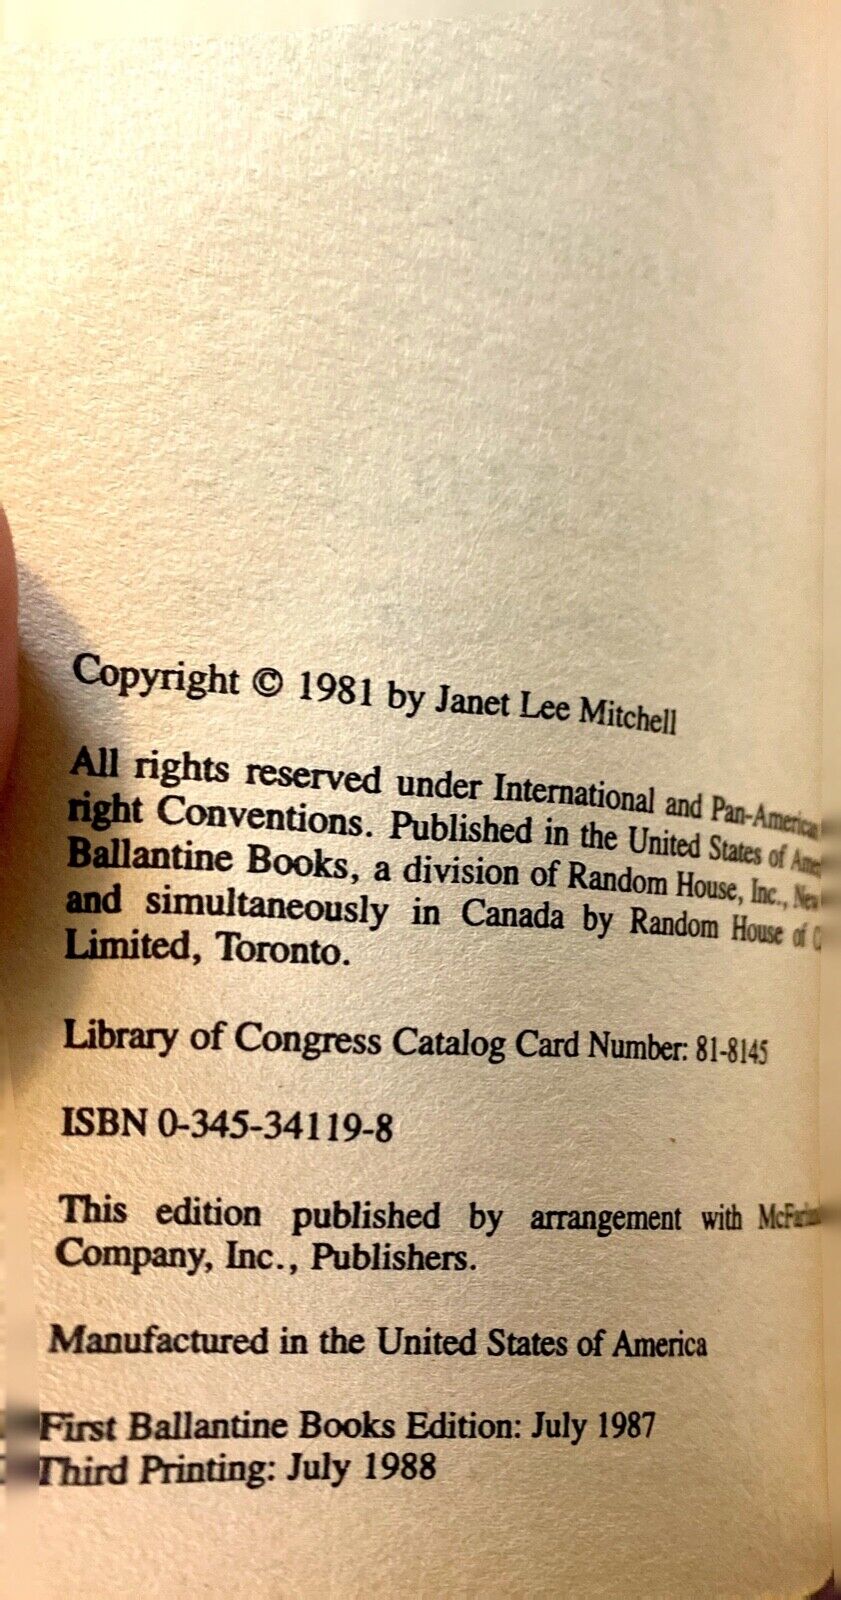 Copyright © 1981 by Janet Lee Mitchell
All rights reserved under International and Pan-American
right Conventions. Published in the United States of
Ballantine Books, a division of Random House, Inc., New
and simultaneously in Canada by Random House of
Limited, Toronto.
Library of Congress Catalog Card Number: 81-8145
ISBN 0-345-34119-8
This edition published by arrangement with
Company, Inc., Publishers.
Manufactured in the United States of America
First Ballantine Books Edition: July 1987
Third Printing: July 1988